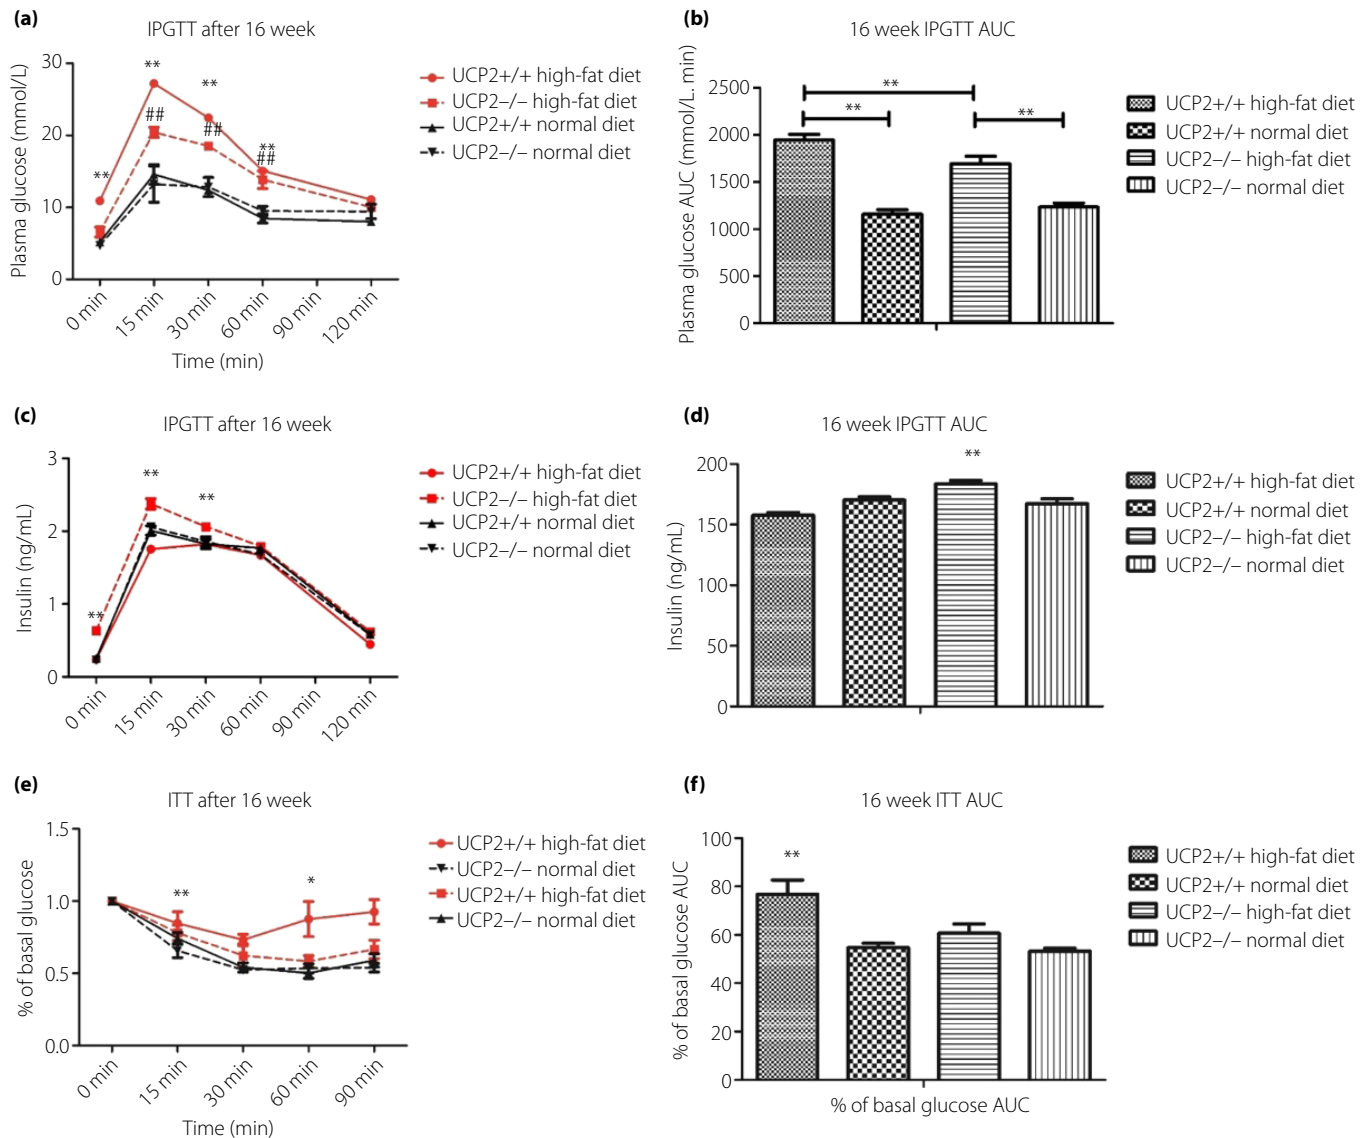 (a)
IPGTT after 16 week
Plasma glucose (mmol/L)
30
20
10
0
**
**
**
**
##
##
##
0 min
15 min
30 min
60 min
90 min
120 min
Time (min)
UCP2+/+ high-fat diet
UCP2−/− high-fat diet
UCP2+/+ normal diet
UCP2−/− normal diet
(b)
16 week IPGTT AUC
Plasma glucose AUC (mmol/L. min)
2500
2000
1500
1000
500
0
**
**
**
UCP2+/+ high-fat diet
UCP2+/+ normal diet
UCP2−/− high-fat diet
UCP2−/− normal diet
(c)
IPGTT after 16 week
Insulin (ng/mL)
3
2
1
0
**
**
**
0 min
15 min
30 min
60 min
90 min
120 min
UCP2+/+ high-fat diet
UCP2−/− high-fat diet
UCP2+/+ normal diet
UCP2−/− normal diet
(d)
16 week IPGTT AUC
Insulin (ng/mL)
200
150
100
50
0
**
UCP2+/+ high-fat diet
UCP2+/+ normal diet
UCP2−/− high-fat diet
UCP2−/− normal diet
(e)
ITT after 16 week
% of basal glucose
1.5
1.0
0.5
0.0
**
*
0 min
15 min
30 min
60 min
90 min
Time (min)
UCP2+/+ high-fat diet
UCP2−/− normal diet
UCP2+/+ high-fat diet
UCP2−/− normal diet
(f)
16 week ITT AUC
% of basal glucose AUC
100
80
60
40
20
0
**
% of basal glucose AUC
UCP2+/+ high-fat diet
UCP2+/+ normal diet
UCP2−/− high-fat diet
UCP2−/− normal diet